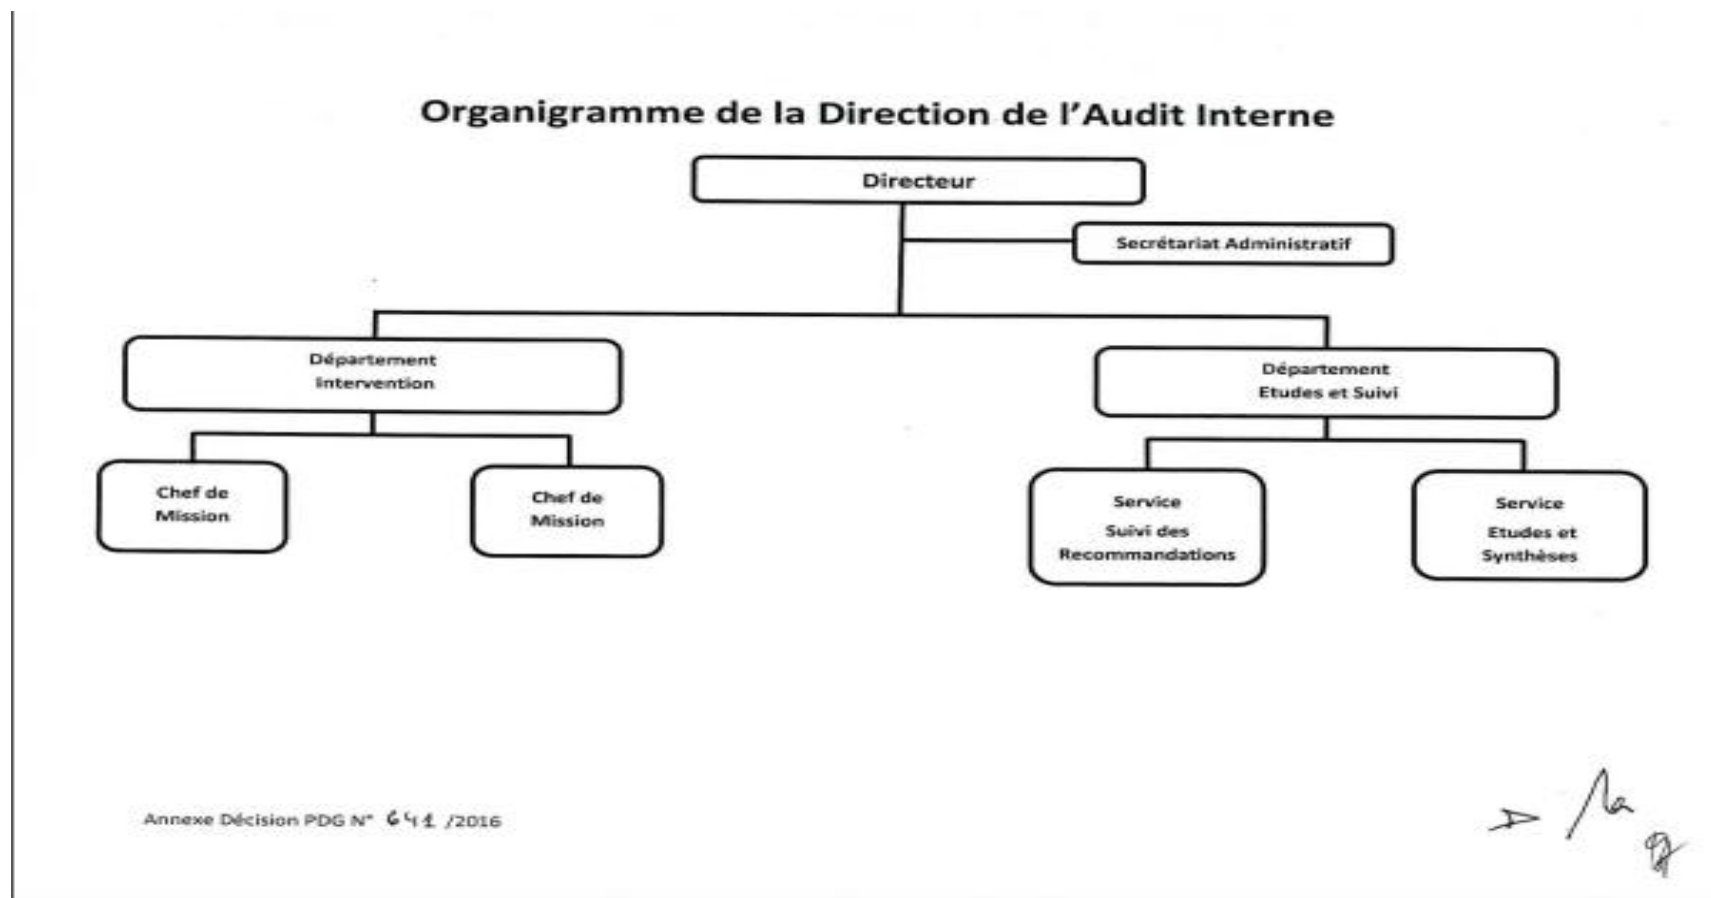 Organigramme de la Direction de l'Audit Interne
Directeur
Secrétariat Administratif
Département
Intervention
Département
Etudes et Suivi
Chef de
Mission
Chef de
Mission
Service
Suivi des
Recommandations
Service
Etudes et
Synthèses
Annexe Décision PDG N° 641 /2016